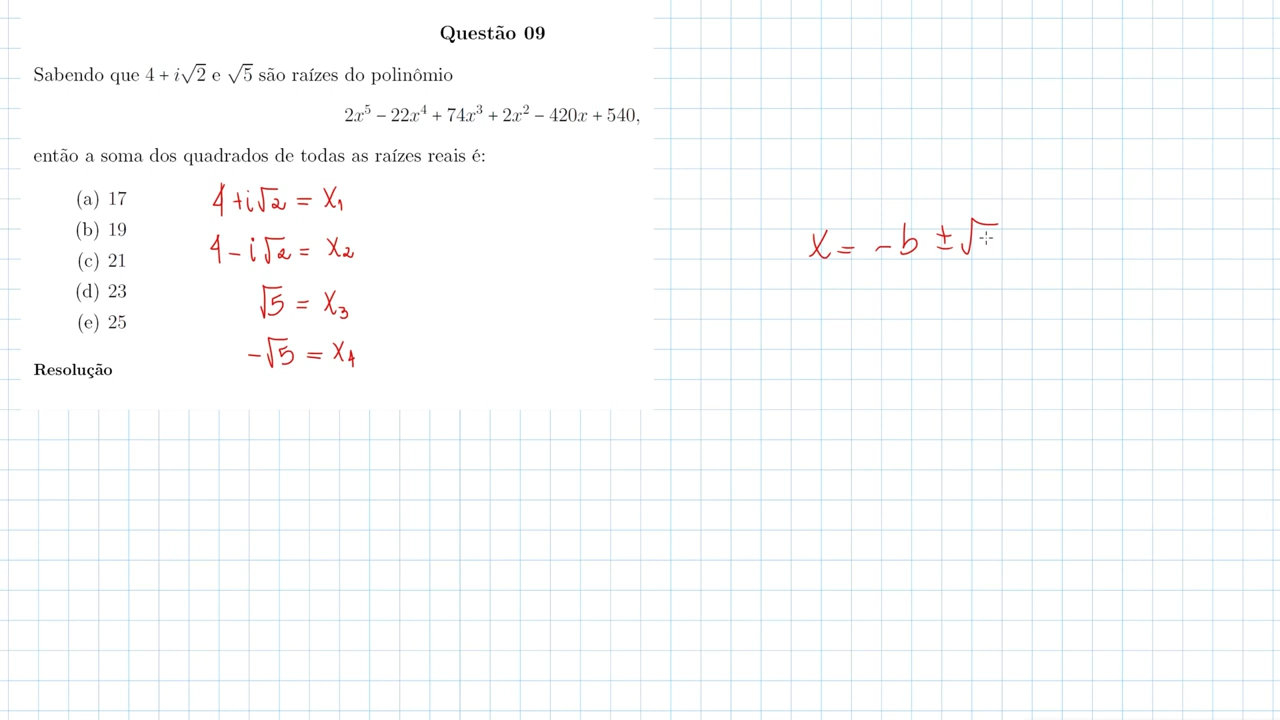 Questão 09
Sabendo que 4 + i√2 e √5 são raízes do polinômio
2x⁵ − 22x⁴ + 74x³ + 2x² − 420x + 540,
então a soma dos quadrados de todas as raízes reais é:
(a) 17
(b) 19
(c) 21
(d) 23
(e) 25
Resolução
4 + i√2 = x₁
4 − i√2 = x₂
√5 = x₃
−√5 = x₄
x = −b ± √